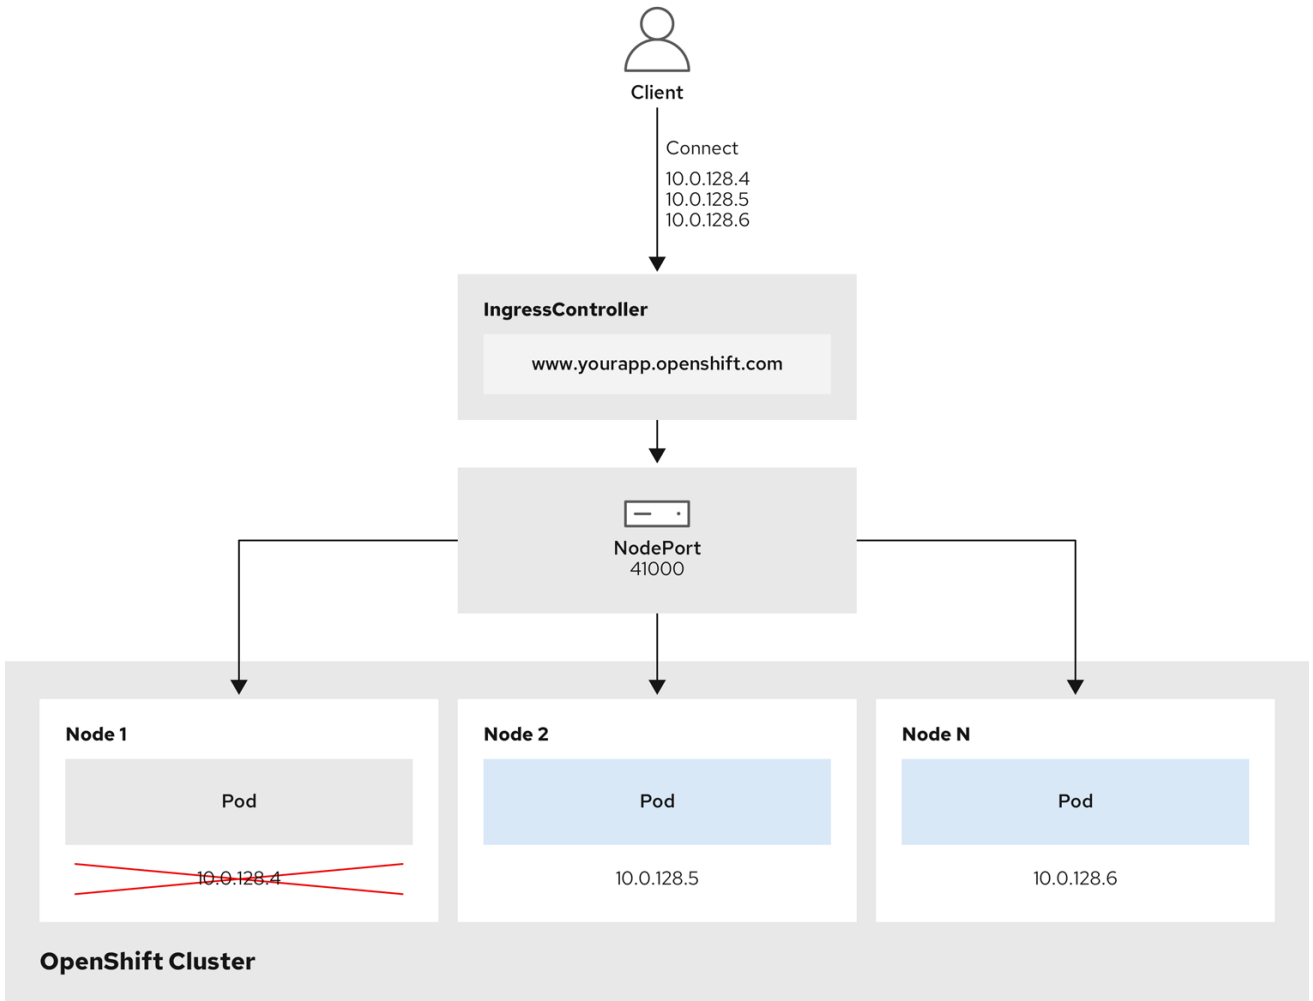 Client
Connect
10.0.128.4
10.0.128.5
10.0.128.6
IngressController
www.yourapp.openshift.com
NodePort
41000
Node 1
Pod
10.0.128.4
Node 2
Pod
10.0.128.5
Node N
Pod
10.0.128.6
OpenShift Cluster